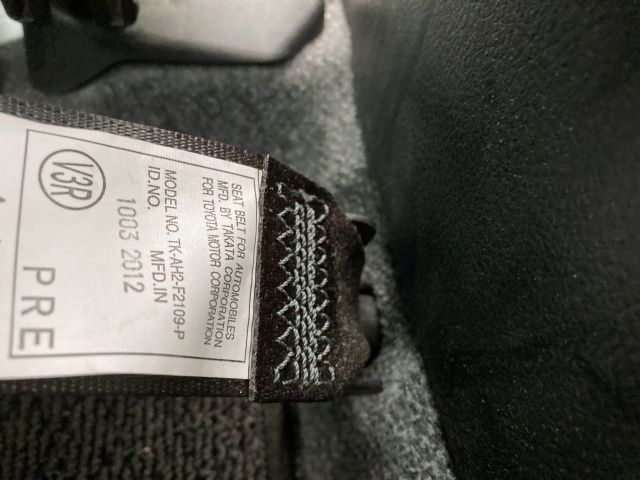 SEAT BELT FOR AUTOMOBILES
MFD. BY TAKATA CORPORATION
FOR TOYOTA MOTOR CORPORATION
MODEL NO. TK-AH2-F2109-P
ID.NO. MFD.IN
1003 2012
V3R
PRE